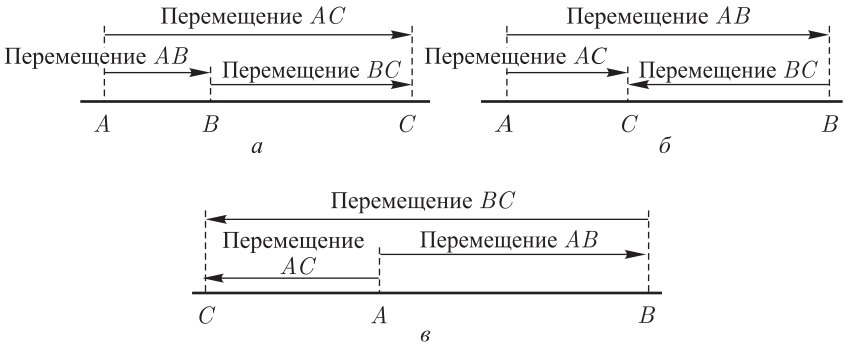 Перемещение AC
Перемещение AB
Перемещение BC
A B C
а
Перемещение AB
Перемещение AC
Перемещение BC
A C B
б
Перемещение BC
Перемещение
AC
Перемещение AB
C A B
в